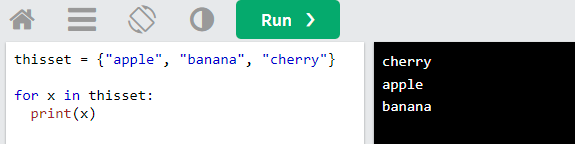 Run ❯
thisset = {"apple", "banana", "cherry"}
for x in thisset:
  print(x)
cherry
apple
banana